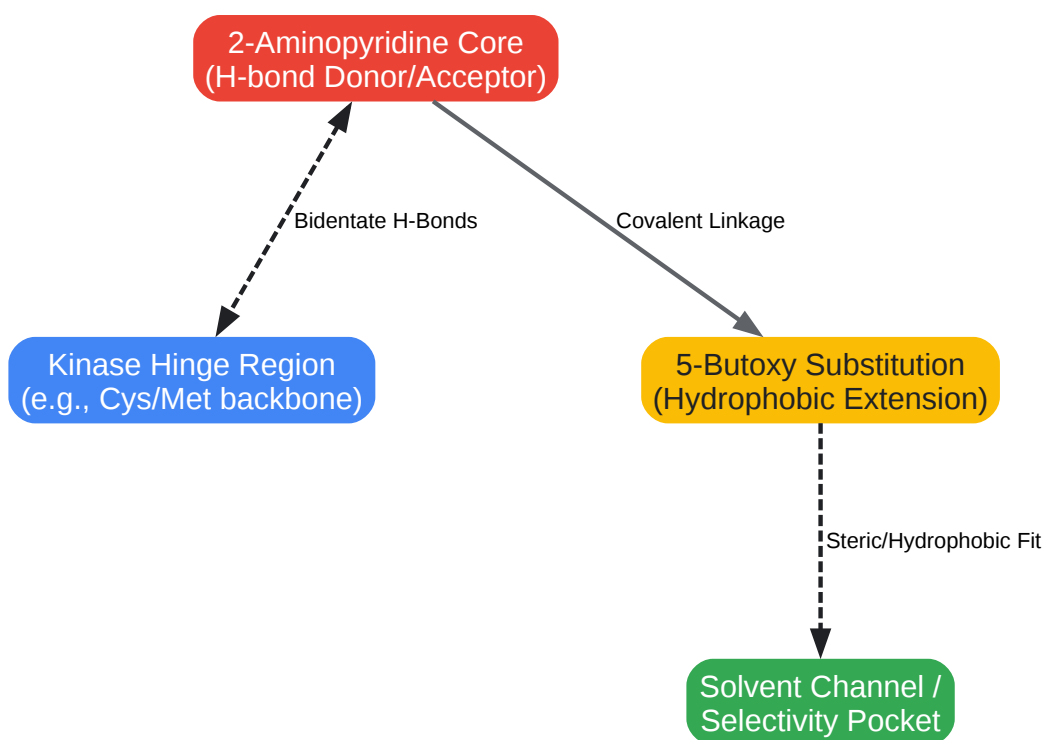 2-Aminopyridine Core
(H-bond Donor/Acceptor)
Bidentate H-Bonds
Covalent Linkage
Kinase Hinge Region
(e.g., Cys/Met backbone)
5-Butoxy Substitution
(Hydrophobic Extension)
Steric/Hydrophobic Fit
Solvent Channel /
Selectivity Pocket